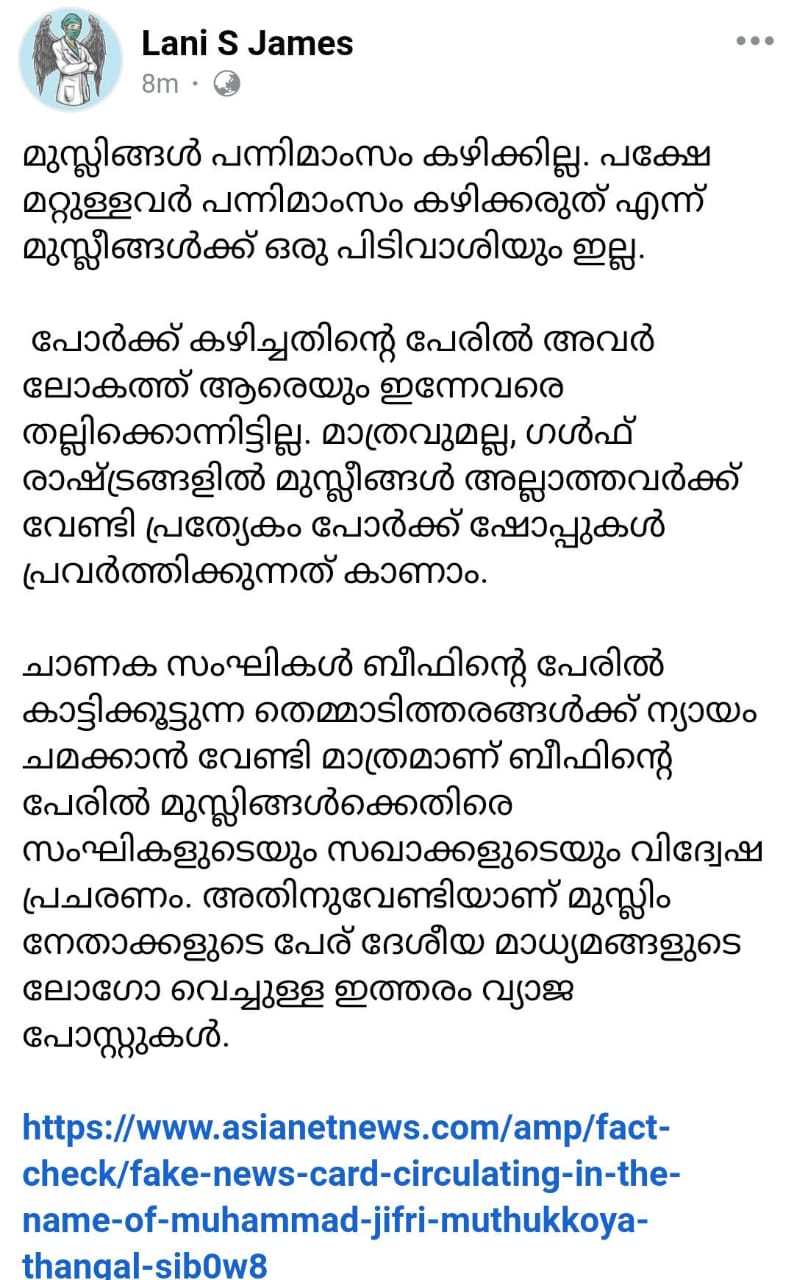 Lani S James
8m ·
മുസ്ലിങ്ങൾ പന്നിമാംസം കഴിക്കില്ല. പക്ഷേ
മറ്റുള്ളവർ പന്നിമാംസം കഴിക്കരുത് എന്ന്
മുസ്ലീങ്ങൾക്ക് ഒരു പിടിവാശിയും ഇല്ല.
പോർക്ക് കഴിച്ചതിന്റെ പേരിൽ അവർ
ലോകത്ത് ആരെയും ഇന്നേവരെ
തല്ലിക്കൊന്നിട്ടില്ല. മാത്രവുമല്ല, ഗൾഫ്
രാഷ്ട്രങ്ങളിൽ മുസ്ലീങ്ങൾ അല്ലാത്തവർക്ക്
വേണ്ടി പ്രത്യേകം പോർക്ക് ഷോപ്പുകൾ
പ്രവർത്തിക്കുന്നത് കാണാം.
ചാണക സംഘികൾ ബീഫിന്റെ പേരിൽ
കാട്ടിക്കൂട്ടുന്ന തെമ്മാടിത്തരങ്ങൾക്ക് ന്യായം
ചമക്കാൻ വേണ്ടി മാത്രമാണ് ബീഫിന്റെ
പേരിൽ മുസ്ലിങ്ങൾക്കെതിരെ
സംഘികളുടെയും സഖാക്കളുടെയും വിദ്വേഷ
പ്രചരണം. അതിനുവേണ്ടിയാണ് മുസ്ലിം
നേതാക്കളുടെ പേര് ദേശീയ മാധ്യമങ്ങളുടെ
ലോഗോ വെച്ചുള്ള ഇത്തരം വ്യാജ
പോസ്റ്റുകൾ.
https://www.asianetnews.com/amp/fact-
check/fake-news-card-circulating-in-the-
name-of-muhammad-jifri-muthukkoya-
thangal-sib0w8